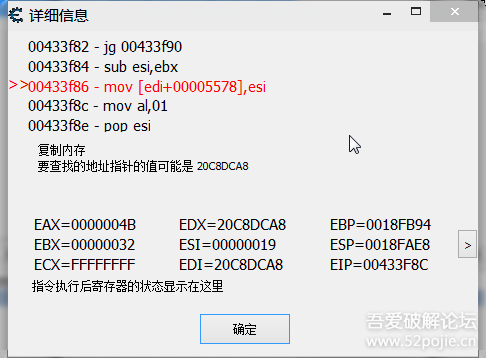 详细信息
00433f82 - jg 00433f90
00433f84 - sub esi,ebx
>>00433f86 - mov [edi+00005578],esi
00433f8c - mov al,01
00433f8e - pop esi
复制内存
要查找的地址指针的值可能是 20C8DCA8
EAX=0000004B EDX=20C8DCA8 EBP=0018FB94
EBX=00000032 ESI=00000019 ESP=0018FAE8
ECX=FFFFFFFF EDI=20C8DCA8 EIP=00433F8C
>
指令执行后寄存器的状态显示在这里
确定
吾爱破解论坛
www.52pojie.cn